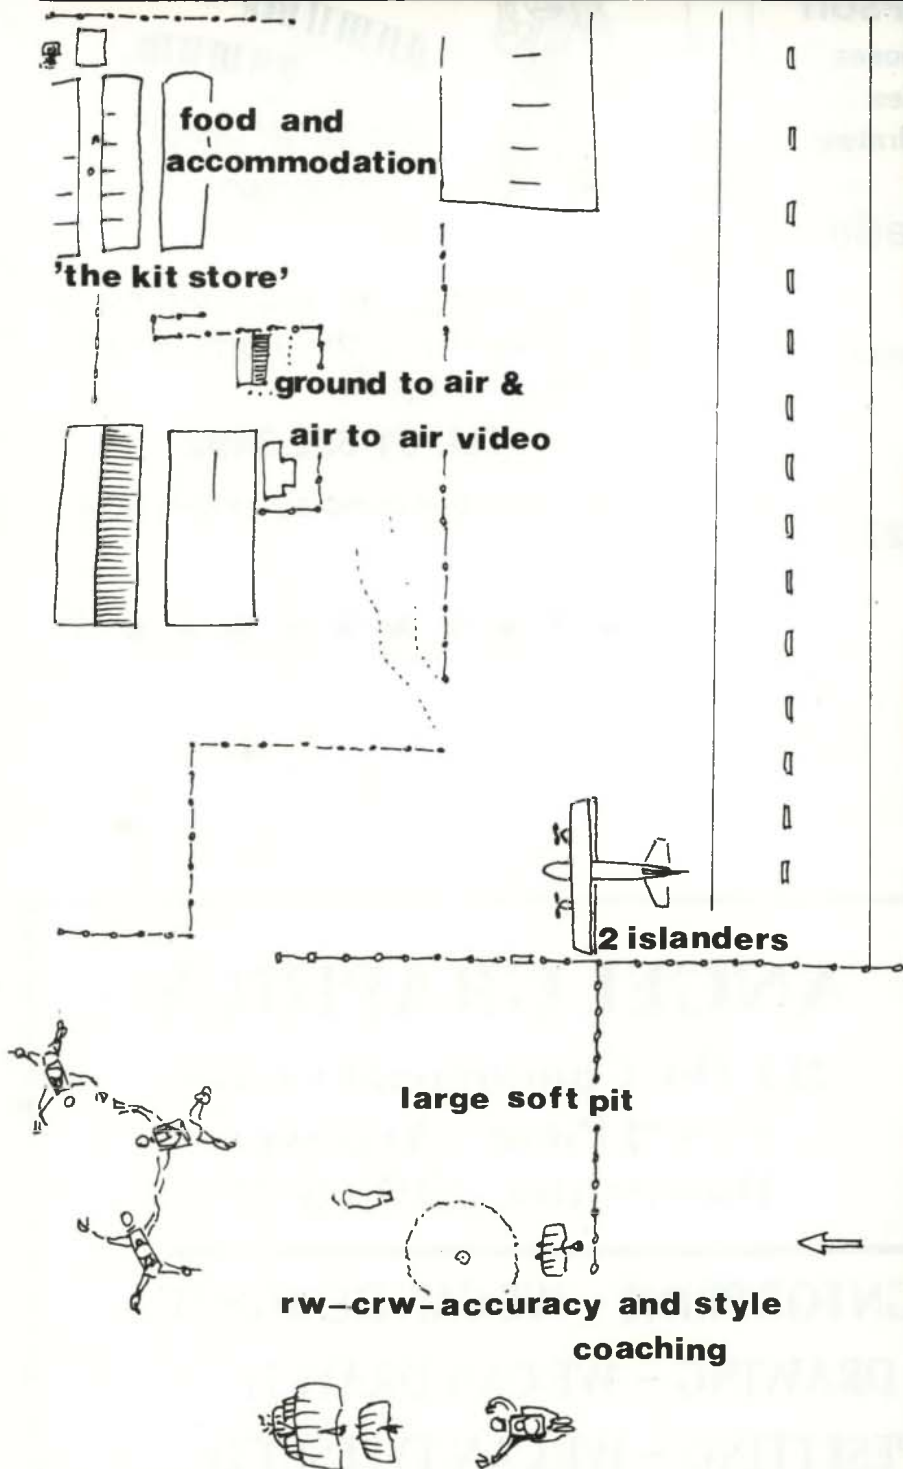 food and
accommodation
'the kit store'
ground to air &
air to air video
2 islanders
large soft pit
rw-crw-accuracy and style
coaching